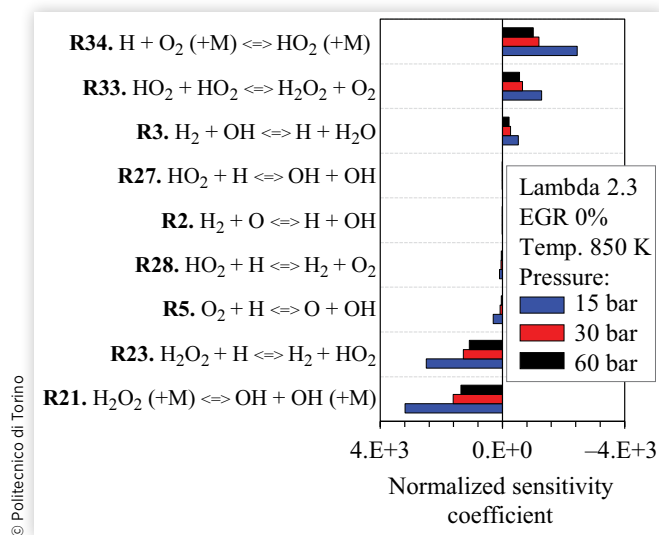 R34. H + O₂ (+M) <=> HO₂ (+M)
R33. HO₂ + HO₂ <=> H₂O₂ + O₂
R3. H₂ + OH <=> H + H₂O
R27. HO₂ + H <=> OH + OH
R2. H₂ + O <=> H + OH
R28. HO₂ + H <=> H₂ + O₂
R5. O₂ + H <=> O + OH
R23. H₂O₂ + H <=> H₂ + HO₂
R21. H₂O₂ (+M) <=> OH + OH (+M)
Lambda 2.3
EGR 0%
Temp. 850 K
Pressure:
15 bar
30 bar
60 bar
4.E+3 0.E+0 –4.E+3
Normalized sensitivity
coefficient
© Politecnico di Torino